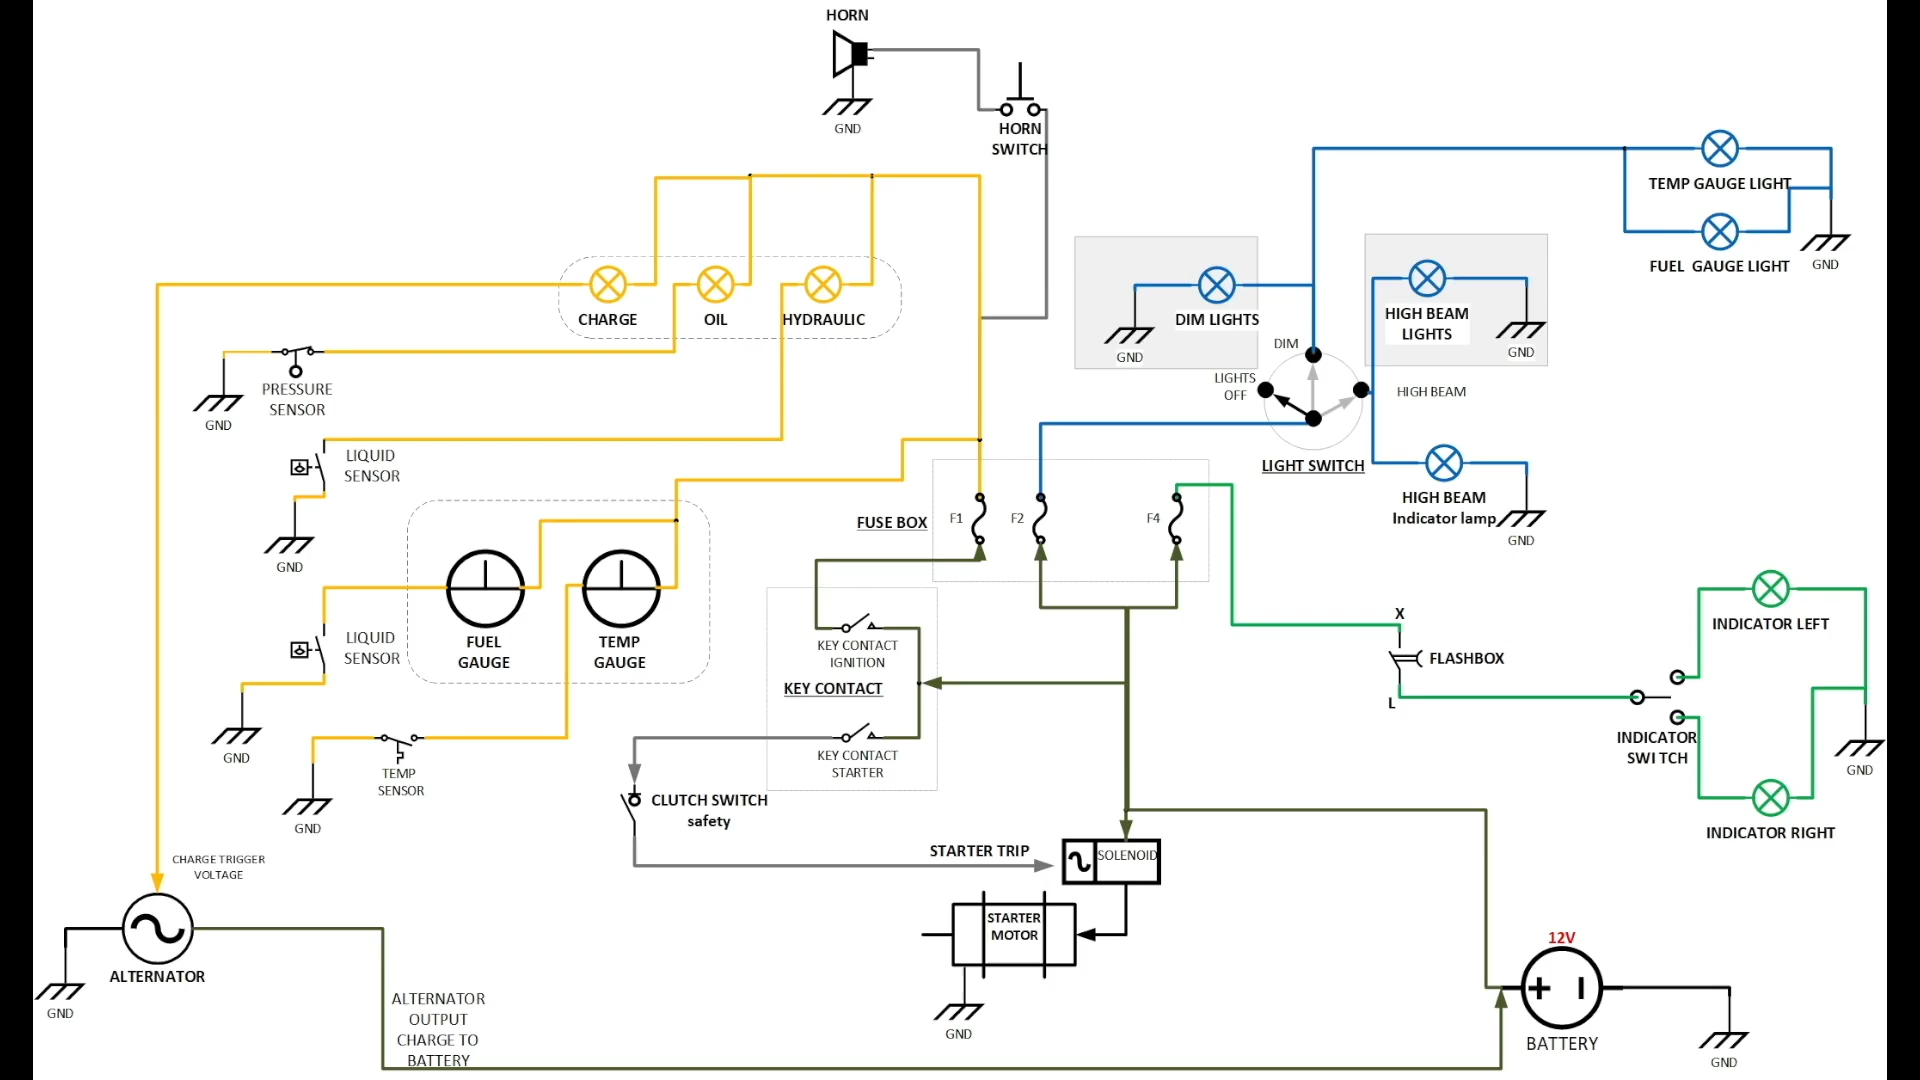 HORN
GND
HORN
SWITCH
TEMP GAUGE LIGHT
FUEL GAUGE LIGHT
GND
CHARGE
OIL
HYDRAULIC
DIM LIGHTS
GND
HIGH BEAM
LIGHTS
GND
DIM
LIGHTS
OFF
HIGH BEAM
LIGHT SWITCH
PRESSURE
SENSOR
GND
LIQUID
SENSOR
GND
HIGH BEAM
Indicator lamp
GND
FUSE BOX
F1
F2
F4
FUEL
GAUGE
TEMP
GAUGE
LIQUID
SENSOR
GND
KEY CONTACT
IGNITION
KEY CONTACT
KEY CONTACT
STARTER
X
FLASHBOX
L
INDICATOR LEFT
INDICATOR
SWI TCH
GND
INDICATOR RIGHT
TEMP
SENSOR
GND
CLUTCH SWITCH
safety
STARTER TRIP
SOLENOID
STARTER
MOTOR
GND
CHARGE TRIGGER
VOLTAGE
ALTERNATOR
GND
ALTERNATOR
OUTPUT
CHARGE TO
BATTERY
12V
BATTERY
GND